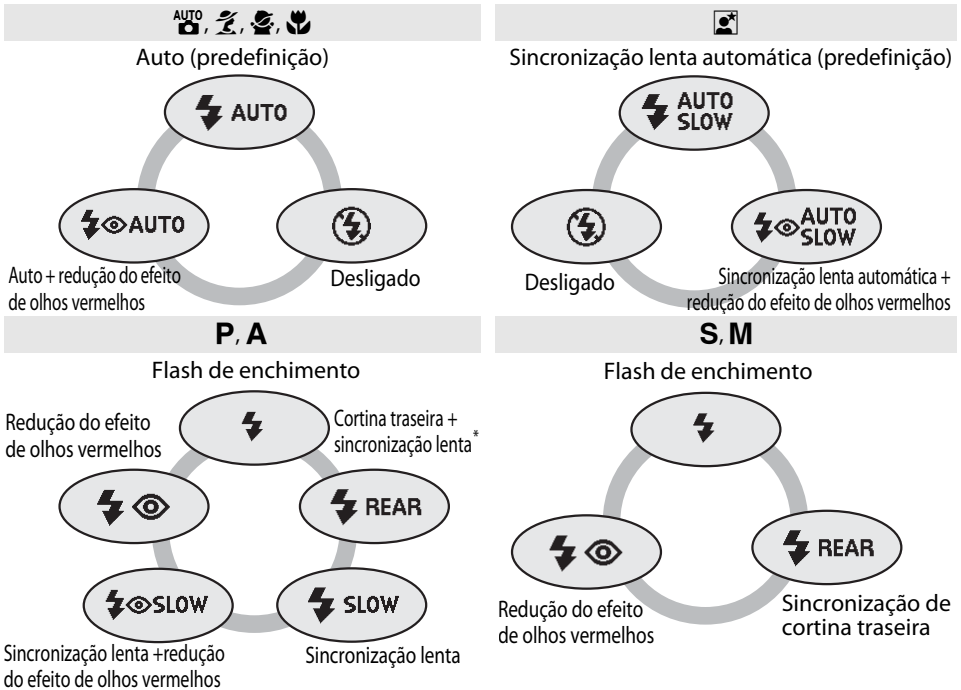 AUTO
Auto (predefinição)
AUTO
AUTO
Auto + redução do efeito
de olhos vermelhos
Desligado
Sincronização lenta automática (predefinição)
AUTO
SLOW
Desligado
AUTO
SLOW
Sincronização lenta automática +
redução do efeito de olhos vermelhos
P, A
Flash de enchimento
Redução do efeito
de olhos vermelhos
Cortina traseira +
sincronização lenta*
REAR
SLOW
SLOW
Sincronização lenta +redução
do efeito de olhos vermelhos
Sincronização lenta
S, M
Flash de enchimento
REAR
Redução do efeito
de olhos vermelhos
Sincronização de
cortina traseira